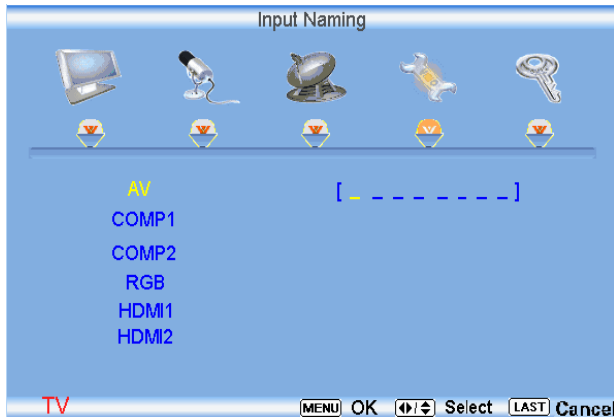 Input Naming
AV [ _ _ _ _ _ _ _ _ ]
COMP1
COMP2
RGB
HDMI1
HDMI2
TV MENU OK Select LAST Cancel